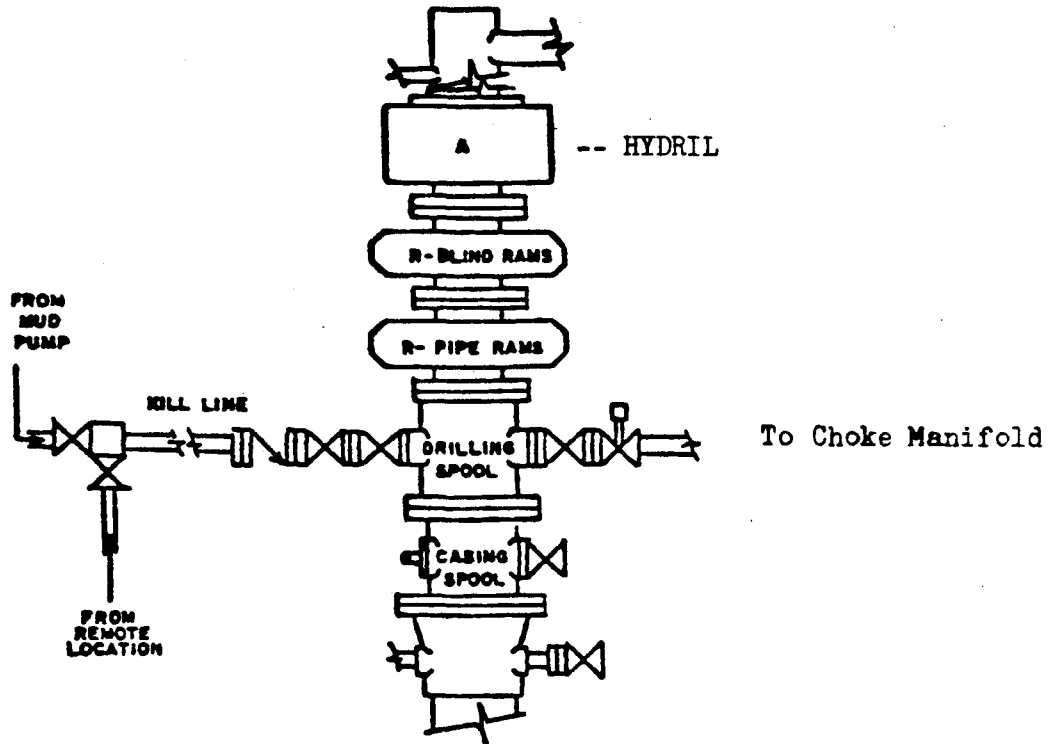 A
-- HYDRIL
R-BLIND RAMS
R- PIPE RAMS
FROM
MUD
PUMP
KILL LINE
DRILLING
SPOOL
To Choke Manifold
CASING
SPOOL
FROM
REMOTE
LOCATION